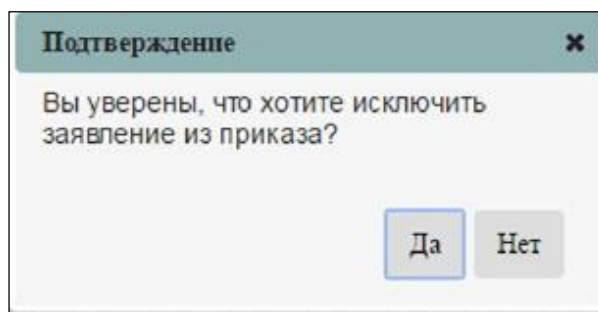 Подтверждение
Вы уверены, что хотите исключить
заявление из приказа?
Да Нет